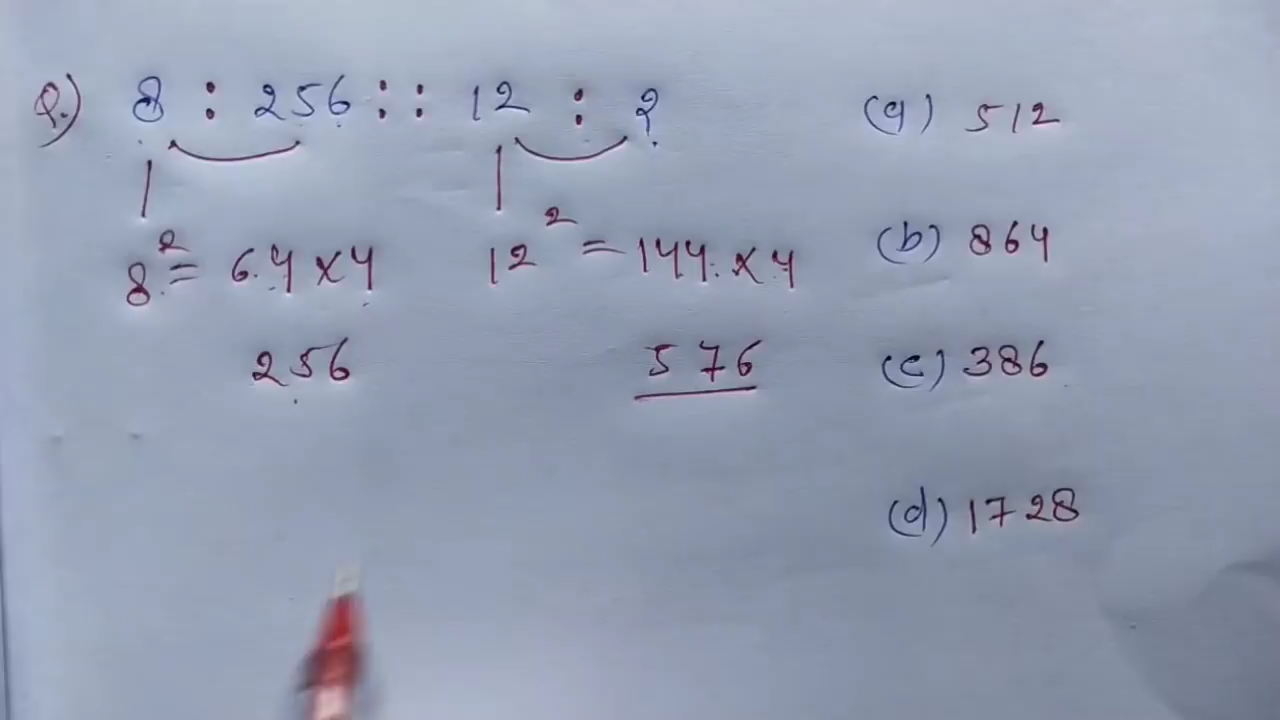 Q.) 8 : 256 : : 12 : ?
(a) 512
8² = 64 × 4
12² = 144 × 4
(b) 864
256
576
(c) 386
(d) 1728